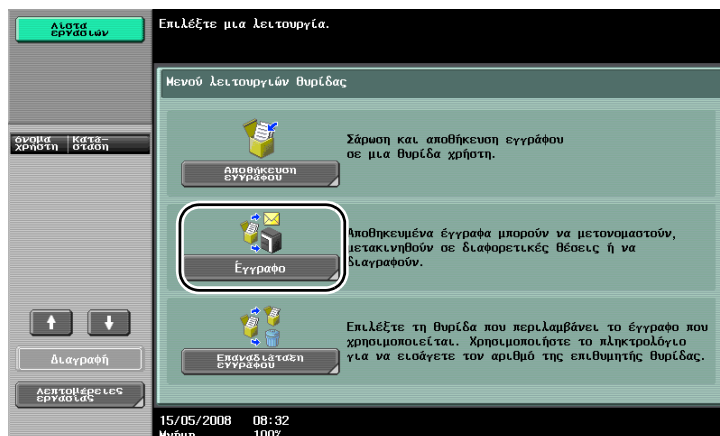 Λίστα
εργασιών
Επιλέξτε μια λειτουργία.
Μενού λειτουργιών θυρίδας
όνομα
χρήστη
Κατά-
σταση
Αποθήκευση
εγγράφου
Σάρωση και αποθήκευση εγγράφου
σε μια θυρίδα χρήστη.
Έγγραφο
Αποθηκευμένα έγγραφα μπορούν να μετονομαστούν,
μετακινηθούν σε διαφορετικές θέσεις ή να
διαγραφούν.
Επαναδιάταξη
εγγράφου
Επιλέξτε τη θυρίδα που περιλαμβάνει το έγγραφο που
χρησιμοποιείται. Χρησιμοποιήστε το πληκτρολόγιο
για να εισάγετε τον αριθμό της επιθυμητής θυρίδας.
Διαγραφή
Λεπτομέρειες
εργασίας
15/05/2008 08:32
Μνήμη 100%